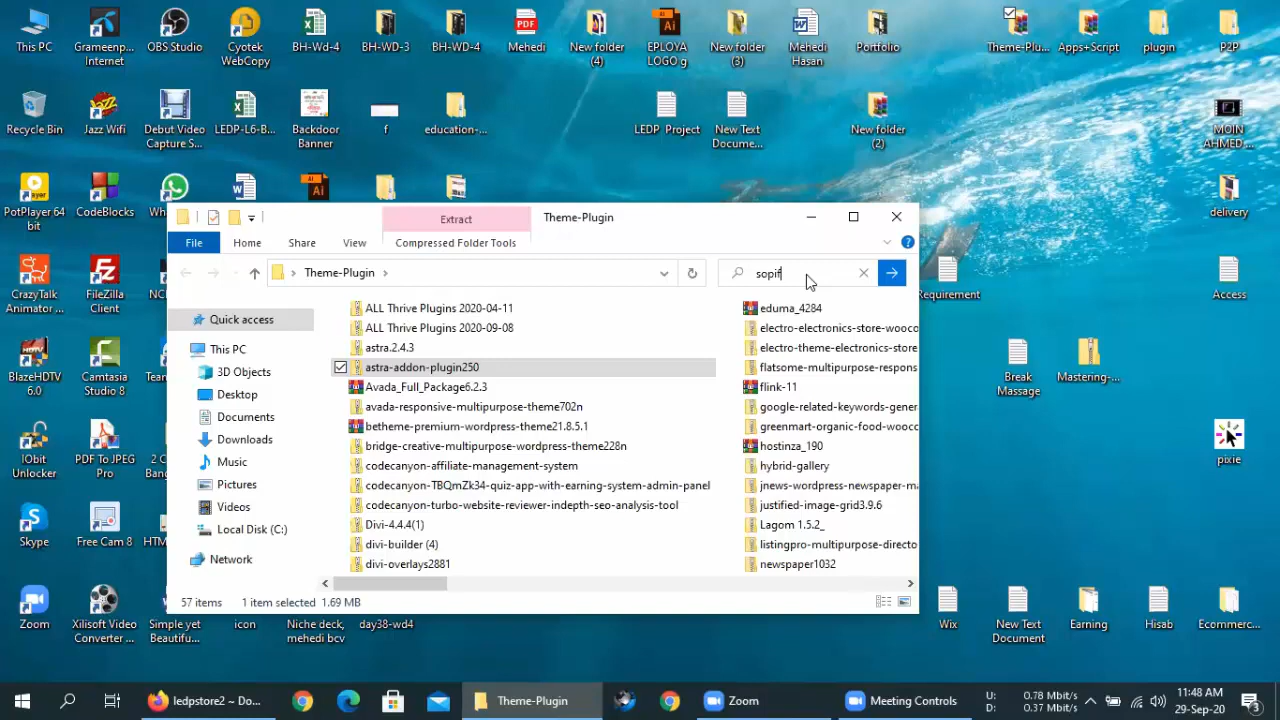 This PC
Grameenp...
Internet
OBS Studio
Cyotek
WebCopy
BH-Wd-4
BH-WD-3
BH-WD-4
Mehedi
New folder
(4)
EPLOYA
LOGO g
New folder
(3)
Mehedi
Hasan
Portfolio
Theme-Plu...
Apps+Script
plugin
P2P
Recycle Bin
Jazz Wifi
Debut Video
Capture S...
LEDP-L6-B...
Backdoor
Banner
f
education-...
LEDP Project
New Text
Docume...
New folder
(2)
MOIN
AHMED ...
PotPlayer 64
bit
CodeBlocks
delivery
Extract
Theme-Plugin
File
Home
Share
View
Compressed Folder Tools
Theme-Plugin
sopif
CrazyTalk
Animator ...
FileZilla
Client
Requirement
Access
Quick access
This PC
3D Objects
Desktop
Documents
Downloads
Music
Pictures
Videos
Local Disk (C:)
Network
ALL Thrive Plugins 2020-04-11
ALL Thrive Plugins 2020-09-08
astra.2.4.3
astra-addon-plugin250
Avada_Full_Package6.2.3
avada-responsive-multipurpose-theme702n
betheme-premium-wordpress-theme21.8.5.1
bridge-creative-multipurpose-wordpress-theme228n
codecanyon-affiliate-management-system
codecanyon-TBQmZk34-quiz-app-with-earning-system-admin-panel
codecanyon-turbo-website-reviewer-indepth-seo-analysis-tool
Divi-4.4.4(1)
divi-builder (4)
divi-overlays2881
eduma_4284
electro-electronics-store-wooco
electro-theme-electronics-store
flatsome-multipurpose-respons
flink-11
google-related-keywords-gener
greenmart-organic-food-wooco
hostinza_190
hybrid-gallery
jnews-wordpress-newspaper-ma
justified-image-grid3.9.6
Lagom 1.5.2_
listingpro-multipurpose-directo
newspaper1032
57 items
1 item selected 1.69 MB
BlazeHDTV
6.0
Camtasia
Studio 8
Break
Massage
Mastering-...
IObit
Unlocker
PDF To JPEG
Pro
pixie
Skype
Free Cam 8
Zoom
Xilisoft Video
Converter ...
Simple yet
Beautiful...
icon
Niche deck,
mehedi bcv
day38-wd4
Wix
New Text
Document
Earning
Hisab
Ecommerc...
ledpstore2 ~ Do...
Theme-Plugin
Zoom
Meeting Controls
U: 0.78 Mbit/s
D: 0.37 Mbit/s
11:48 AM
29-Sep-20
3